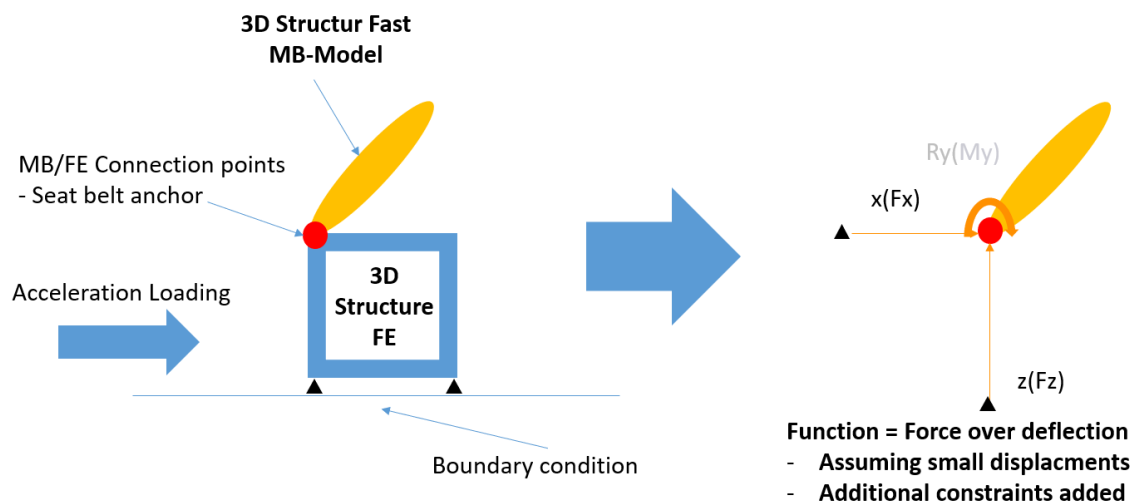 3D Structur Fast
MB-Model
MB/FE Connection points
- Seat belt anchor
Acceleration Loading
3D
Structure
FE
Boundary condition
Ry(My)
x(Fx)
z(Fz)
Function = Force over deflection
- Assuming small displacments
- Additional constraints added